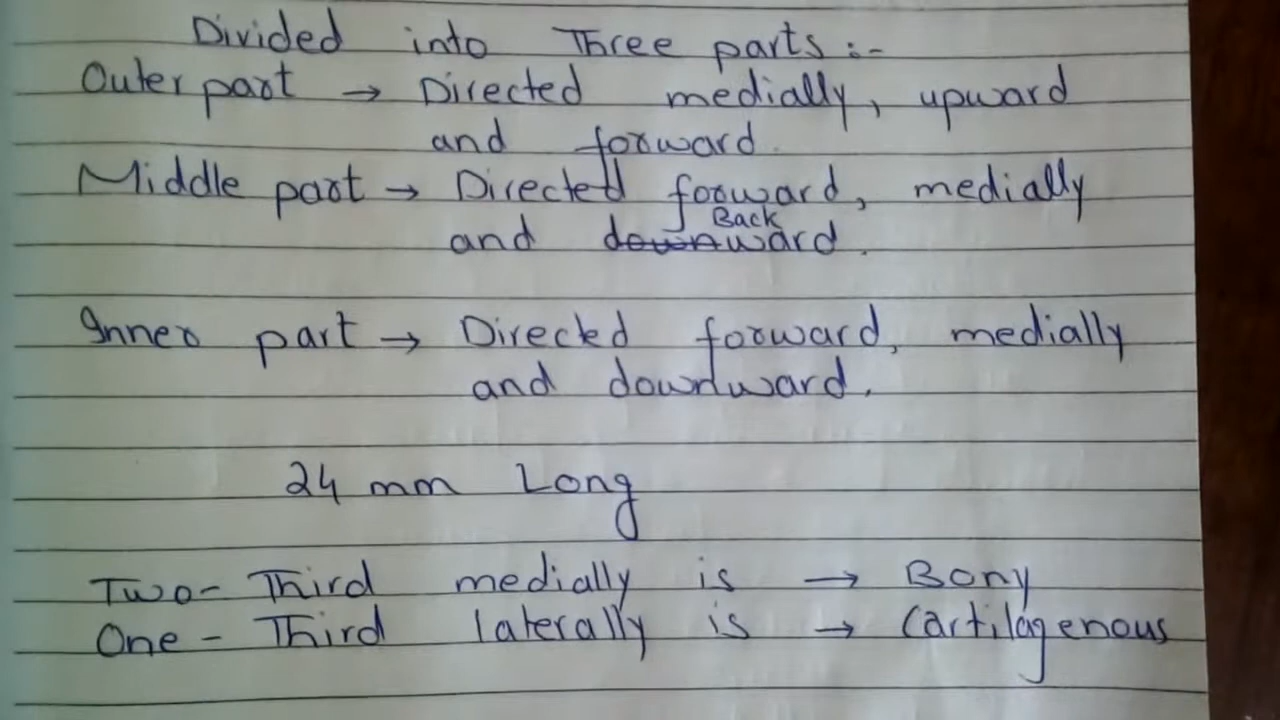 Divided into Three parts :-
Outer part → Directed medially, upward
and forward.
Middle part → Directed forward, medially
Back
and downward.
Inner part → Directed forward, medially
and downward.
24 mm Long
Two-Third medially is → Bony
One-Third laterally is → Cartilagenous